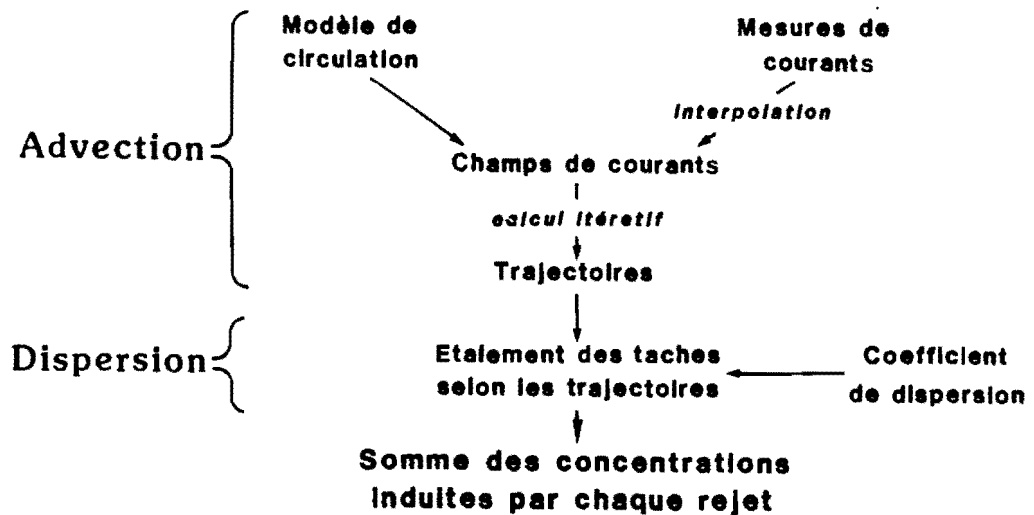 Modèle de
circulation
Mesures de
courants
interpolation
Advection
Champs de courants
calcul itéretif
Trajectoires
Dispersion
Etalement des taches
selon les trajectoires
Coefficient
de dispersion
Somme des concentrations
induites par chaque rejet